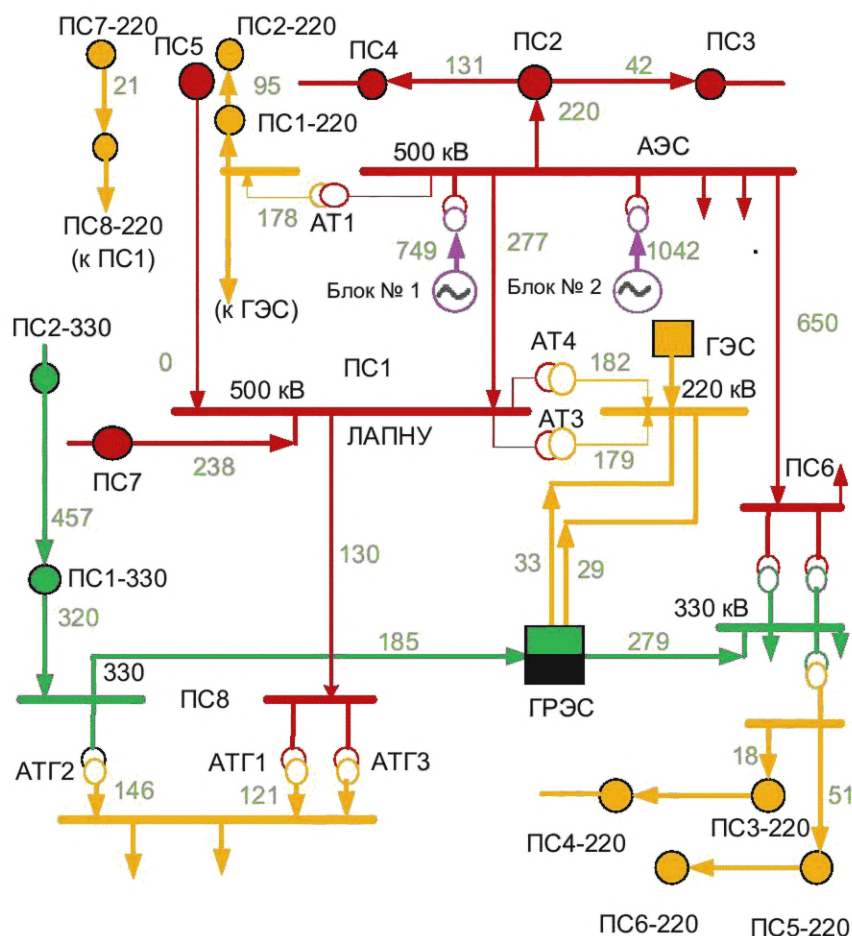 ПС7-220
ПС5
ПС2-220
ПС4
ПС2
ПС3
21
95
131
42
ПС1-220
220
500 кВ
АЭС
178
АТ1
ПС8-220
(к ПС1)
749
277
1042
Блок № 1
Блок № 2
(к ГЭС)
650
ПС2-330
0
ПС1
АТ4
182
ГЭС
500 кВ
220 кВ
ЛАПНУ
АТ3
179
ПС7
238
ПС6
457
130
33
29
ПС1-330
320
330 кВ
185
279
330
ПС8
ГРЭС
АТГ2
146
АТГ1
121
АТГ3
18
51
ПС4-220
ПС3-220
ПС6-220
ПС5-220